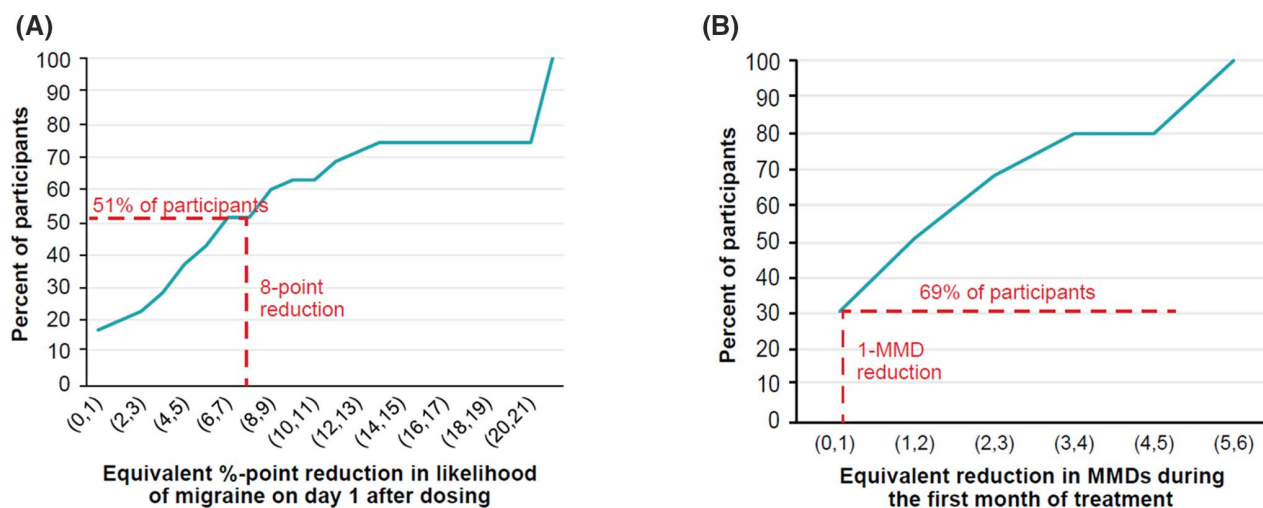 (A)
100
90
80
70
60
50
40
30
20
10
0
Percent of participants
51% of participants
8-point
reduction
(0,1)
(2,3)
(4,5)
(6,7)
(8,9)
(10,11)
(12,13)
(14,15)
(16,17)
(18,19)
(20,21)
Equivalent %-point reduction in likelihood
of migraine on day 1 after dosing
(B)
100
90
80
70
60
50
40
30
20
10
0
Percent of participants
69% of participants
1-MMD
reduction
(0,1)
(1,2)
(2,3)
(3,4)
(4,5)
(5,6)
Equivalent reduction in MMDs during
the first month of treatment